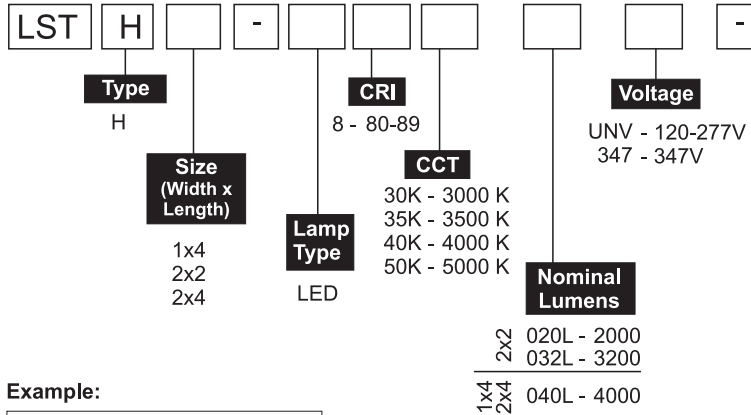 LST H - -
Type
H
Size
(Width x
Length)
1x4
2x2
2x4
Lamp
Type
LED
CRI
8 - 80-89
CCT
30K - 3000 K
35K - 3500 K
40K - 4000 K
50K - 5000 K
Nominal
Lumens
2x2
020L - 2000
032L - 3200
1x4
2x4
040L - 4000
Voltage
UNV - 120-277V
347 - 347V
Example: